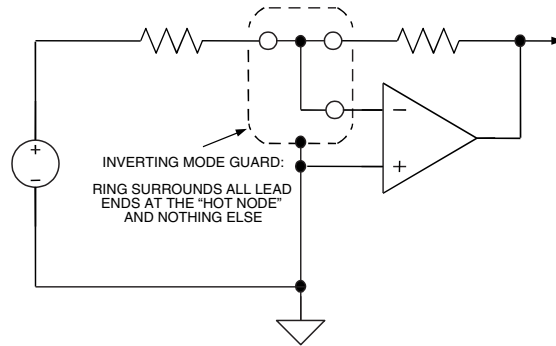 INVERTING MODE GUARD:
RING SURROUNDS ALL LEAD
ENDS AT THE “HOT NODE”
AND NOTHING ELSE
+
−
−
+